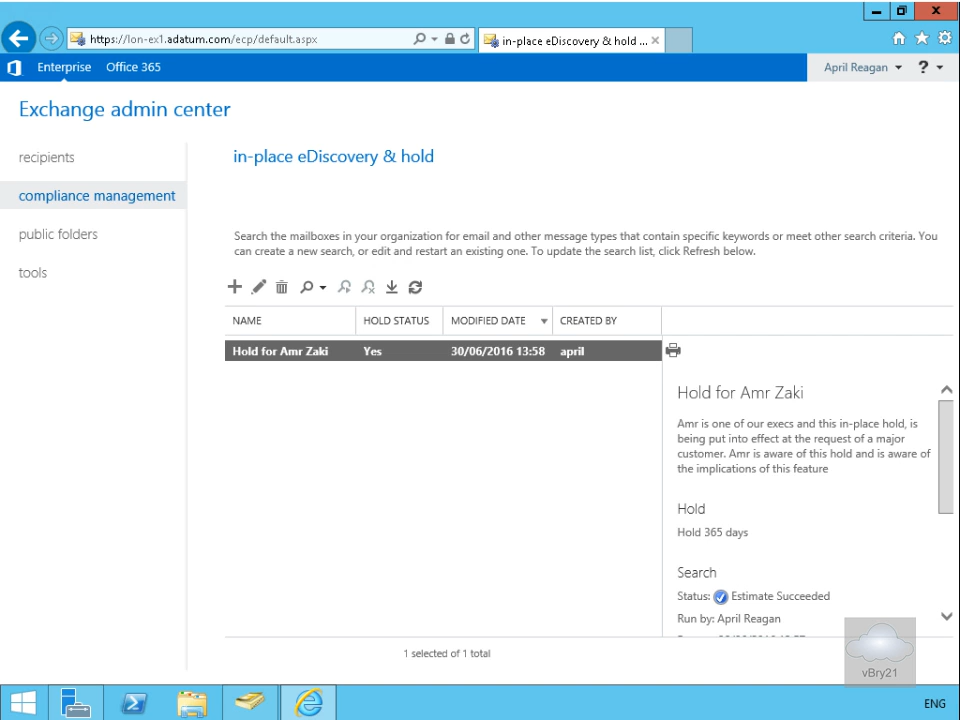 https://lon-ex1.adatum.com/ecp/default.aspx
in-place eDiscovery & hold ...
Enterprise Office 365
April Reagan ?
Exchange admin center
recipients
compliance management
public folders
tools
in-place eDiscovery & hold
Search the mailboxes in your organization for email and other message types that contain specific keywords or meet other search criteria. You
can create a new search, or edit and restart an existing one. To update the search list, click Refresh below.
NAME HOLD STATUS MODIFIED DATE CREATED BY
Hold for Amr Zaki Yes 30/06/2016 13:58 april
Hold for Amr Zaki
Amr is one of our execs and this in-place hold, is
being put into effect at the request of a major
customer. Amr is aware of this hold and is aware of
the implications of this feature
Hold
Hold 365 days
Search
Status: Estimate Succeeded
Run by: April Reagan
1 selected of 1 total
vBry21
ENG